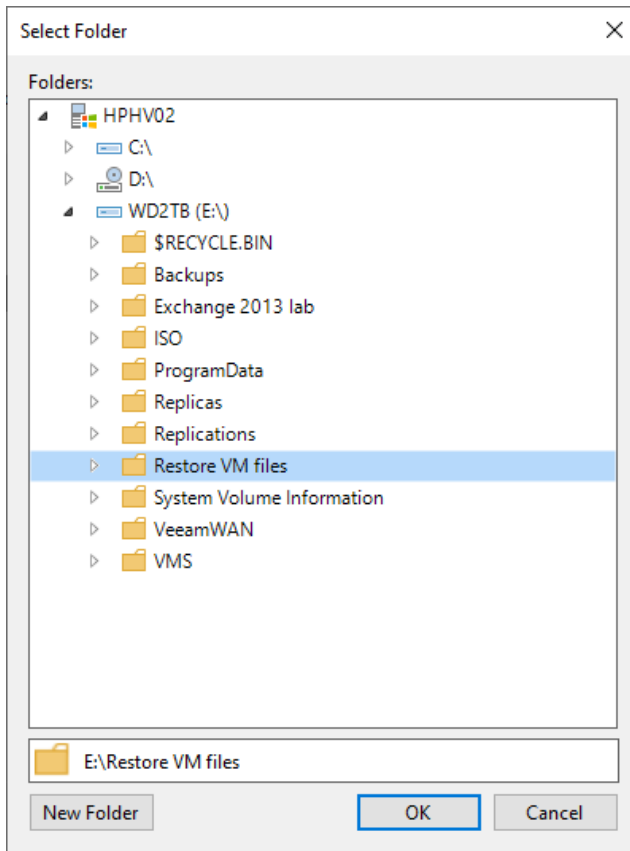 Select Folder
Folders:
HPHV02
C:\
D:\
WD2TB (E:\)
$RECYCLE.BIN
Backups
Exchange 2013 lab
ISO
ProgramData
Replicas
Replications
Restore VM files
System Volume Information
VeeamWAN
VMS
E:\Restore VM files
New Folder OK Cancel